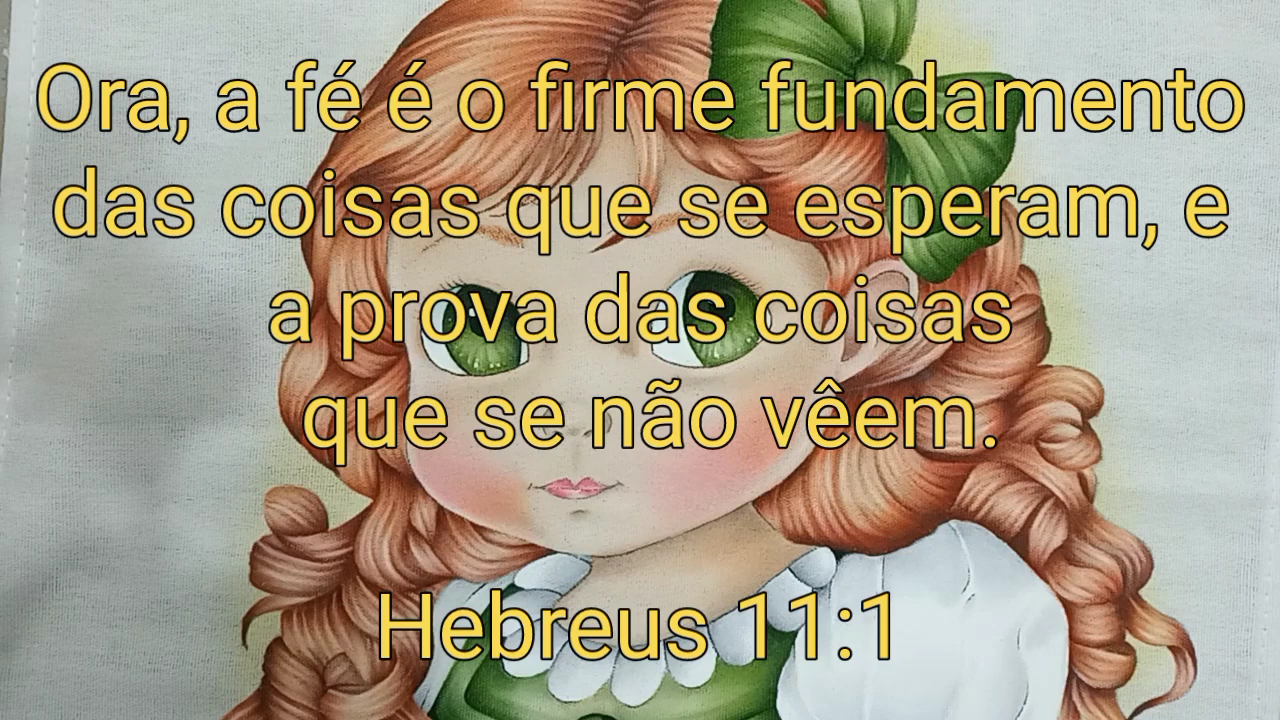 Ora, a fé é o firme fundamento
das coisas que se esperam, e
a prova das coisas
que se não vêem.
Hebreus 11:1